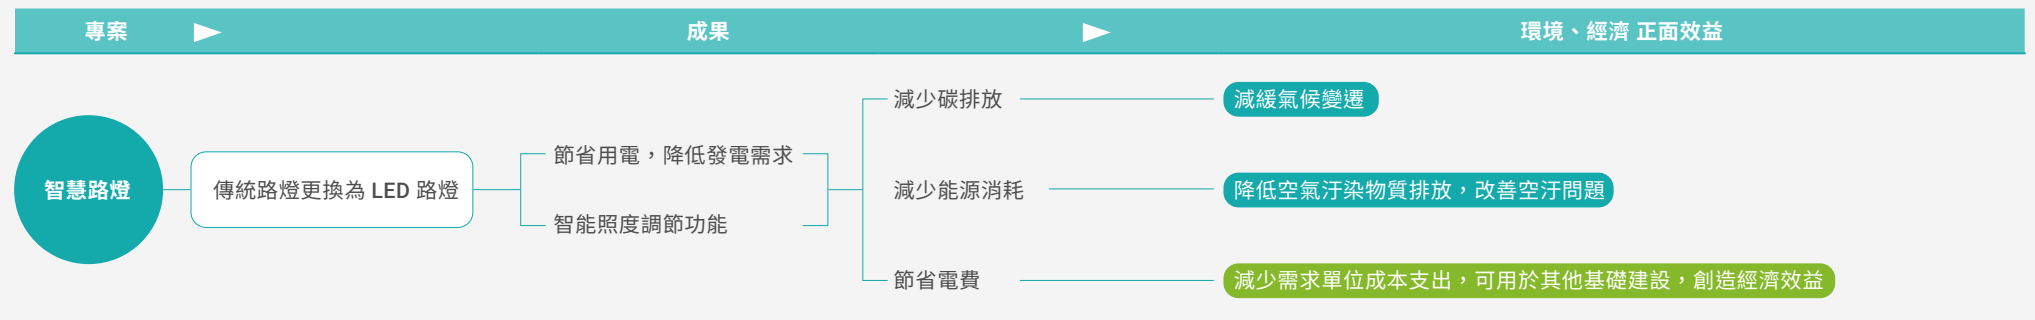 專案
成果
環境、經濟 正面效益
智慧路燈
傳統路燈更換為 LED 路燈
節省用電，降低發電需求
智能照度調節功能
減少碳排放
減緩氣候變遷
減少能源消耗
降低空氣汙染物質排放，改善空汙問題
節省電費
減少需求單位成本支出，可用於其他基礎建設，創造經濟效益